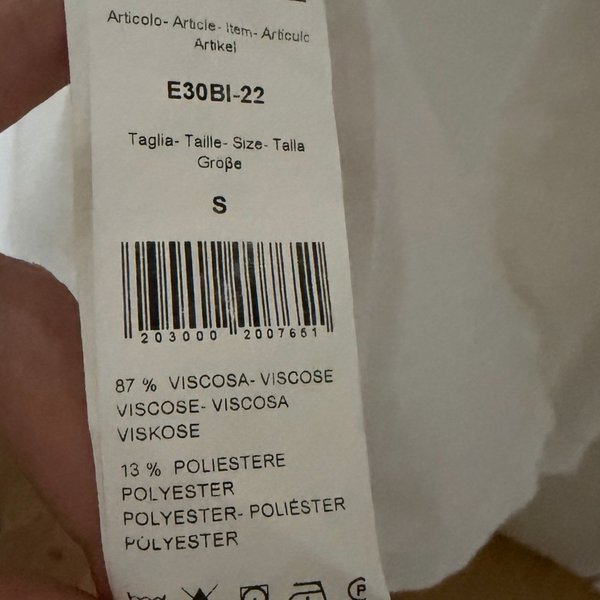 Articolo- Article- Item- Articulo
Artikel
E30BI-22
Taglia- Taille- Size- Talla
Größe
S
203000 2007651
87 % VISCOSA- VISCOSE
VISCOSE- VISCOSA
VISKOSE
13 % POLIESTERE
POLYESTER
POLYESTER- POLIÉSTER
POLYESTER
P